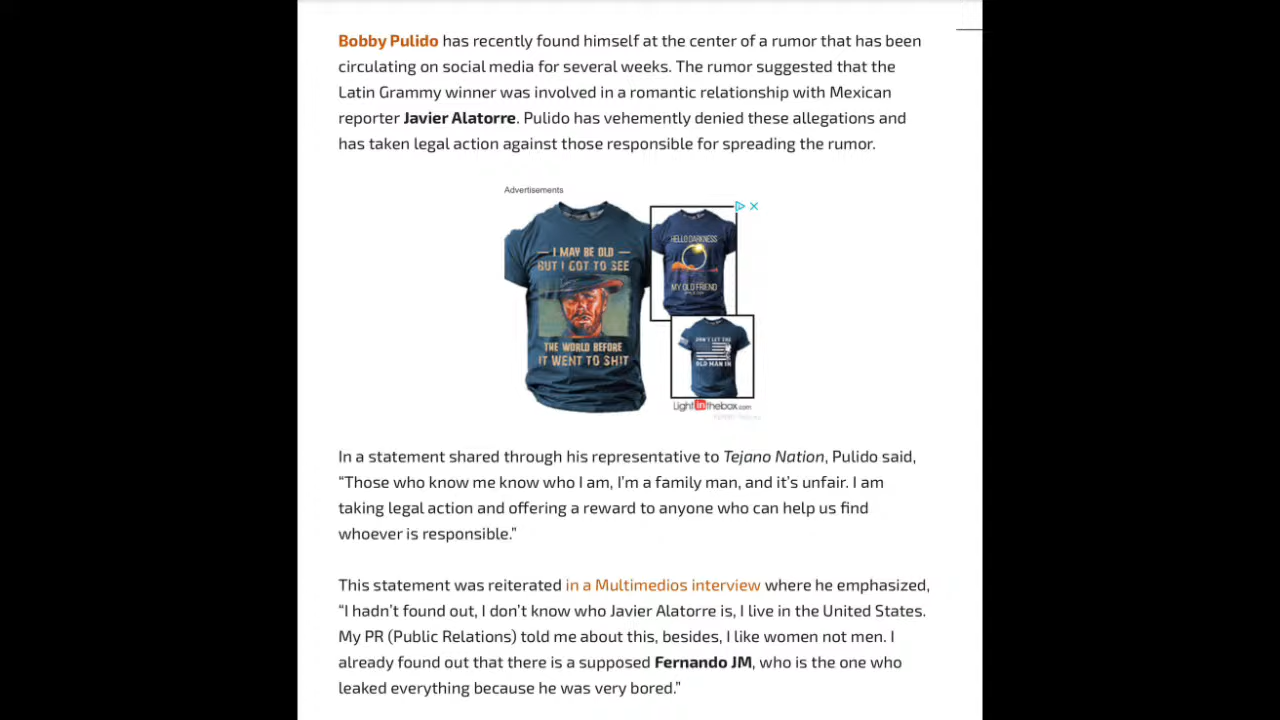 Bobby Pulido has recently found himself at the center of a rumor that has been
circulating on social media for several weeks. The rumor suggested that the
Latin Grammy winner was involved in a romantic relationship with Mexican
reporter Javier Alatorre. Pulido has vehemently denied these allegations and
has taken legal action against those responsible for spreading the rumor.
Advertisements
— I MAY BE OLD —
BUT I GOT TO SEE
THE WORLD BEFORE
IT WENT TO SH!T
HELLO DARKNESS
MY OLD FRIEND
DON'T LET THE
OLD MAN IN
Lightinthebox.com
In a statement shared through his representative to Tejano Nation, Pulido said,
“Those who know me know who I am, I’m a family man, and it’s unfair. I am
taking legal action and offering a reward to anyone who can help us find
whoever is responsible.”
This statement was reiterated in a Multimedios interview where he emphasized,
“I hadn’t found out, I don’t know who Javier Alatorre is, I live in the United States.
My PR (Public Relations) told me about this, besides, I like women not men. I
already found out that there is a supposed Fernando JM, who is the one who
leaked everything because he was very bored.”